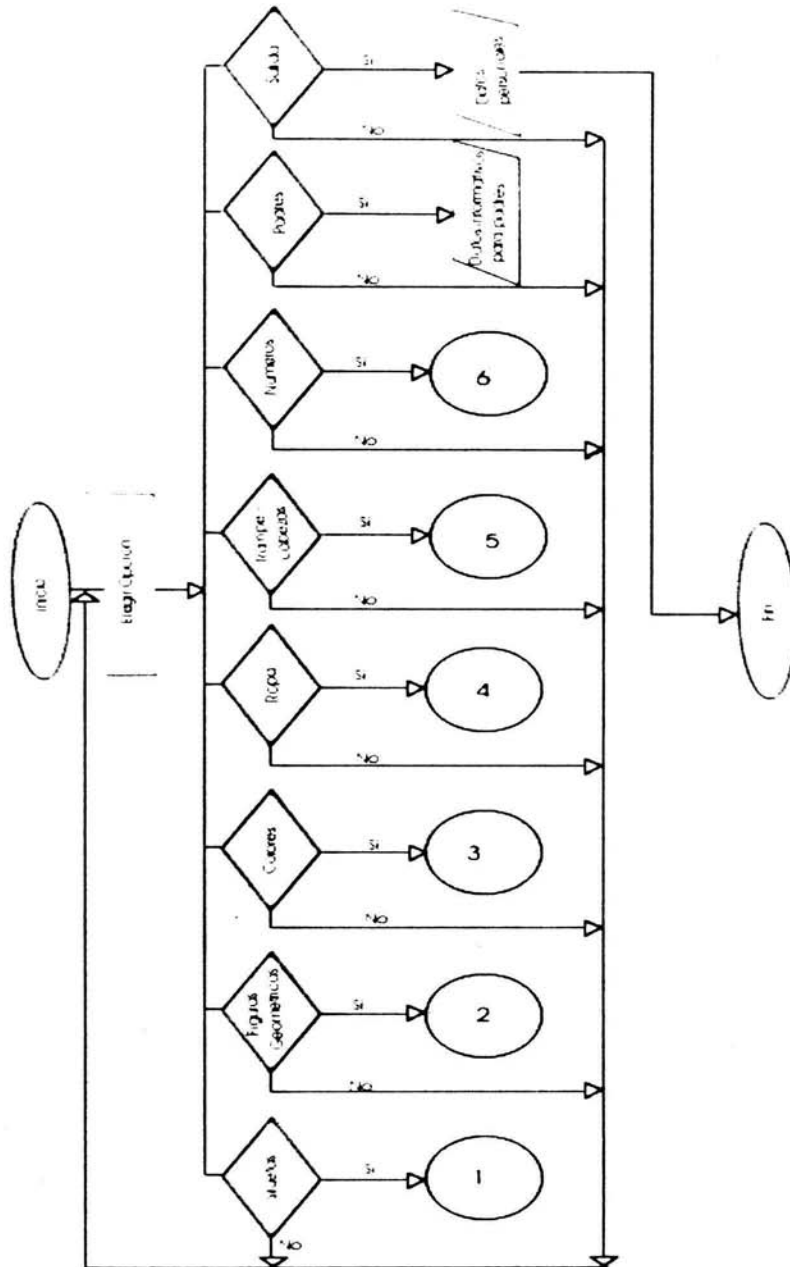 Inicio
Elegir Opción
Figuras
Geométricas
Colores
Ropa
Rompe-
cabezas
Números
Padres
Salida
No
No
No
No
No
No
No
No
Si
Si
Si
Si
Si
Si
Si
Si
1
2
3
4
5
6
Datos informativos
para padres
Datos
personales
Fin